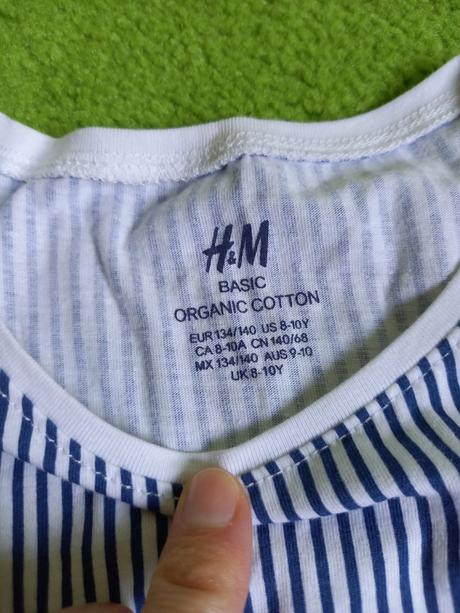 H&M
BASIC
ORGANIC COTTON
EUR 134/140 US 8-10Y
CA 8-10A CN 140/68
MX 134/140 AUS 9-10
UK 8-10Y